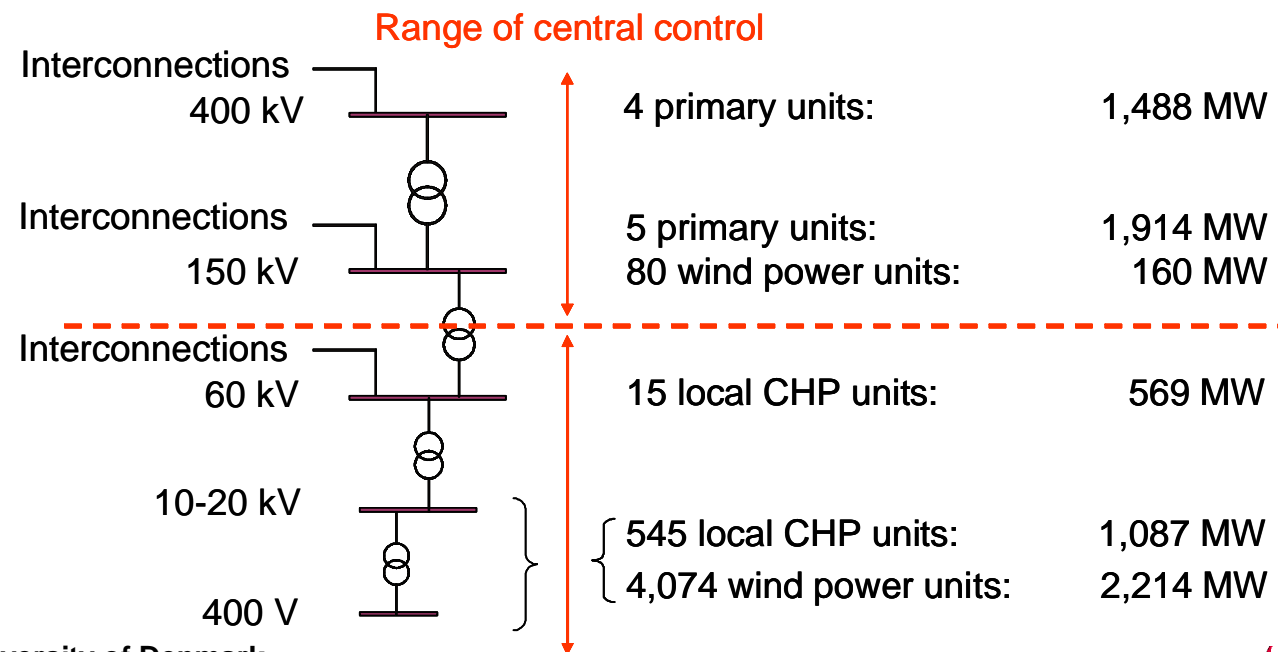 Range of central control
Interconnections
400 kV
4 primary units: 1,488 MW
Interconnections
150 kV
5 primary units: 1,914 MW
80 wind power units: 160 MW
Interconnections
60 kV
15 local CHP units: 569 MW
10-20 kV
545 local CHP units: 1,087 MW
4,074 wind power units: 2,214 MW
400 V
of Denmark